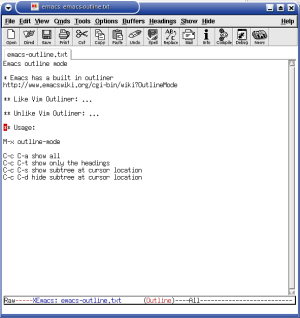 emacs: emacs-outline.txt
File Edit View Cmds Tools Options Buffers Headings Show Hide Help
Open Dired Save Print Cut Copy Paste Undo Spell Replace Mail Info Compile Debug News
emacs-outline.txt
Emacs outline mode
* Emacs has a built in outliner
http://www.emacswiki.org/cgi-bin/wiki?OutlineMode
** Like Vim Outliner: ...
** Unlike Vim Outliner: ...
** Usage:
M-x outline-mode
C-c C-a show all
C-c C-t show only the headings
C-c C-s show subtree at cursor location
C-c C-d hide subtree at cursor location
Raw-----XEmacs: emacs-outline.txt (Outline)----All----------------------------